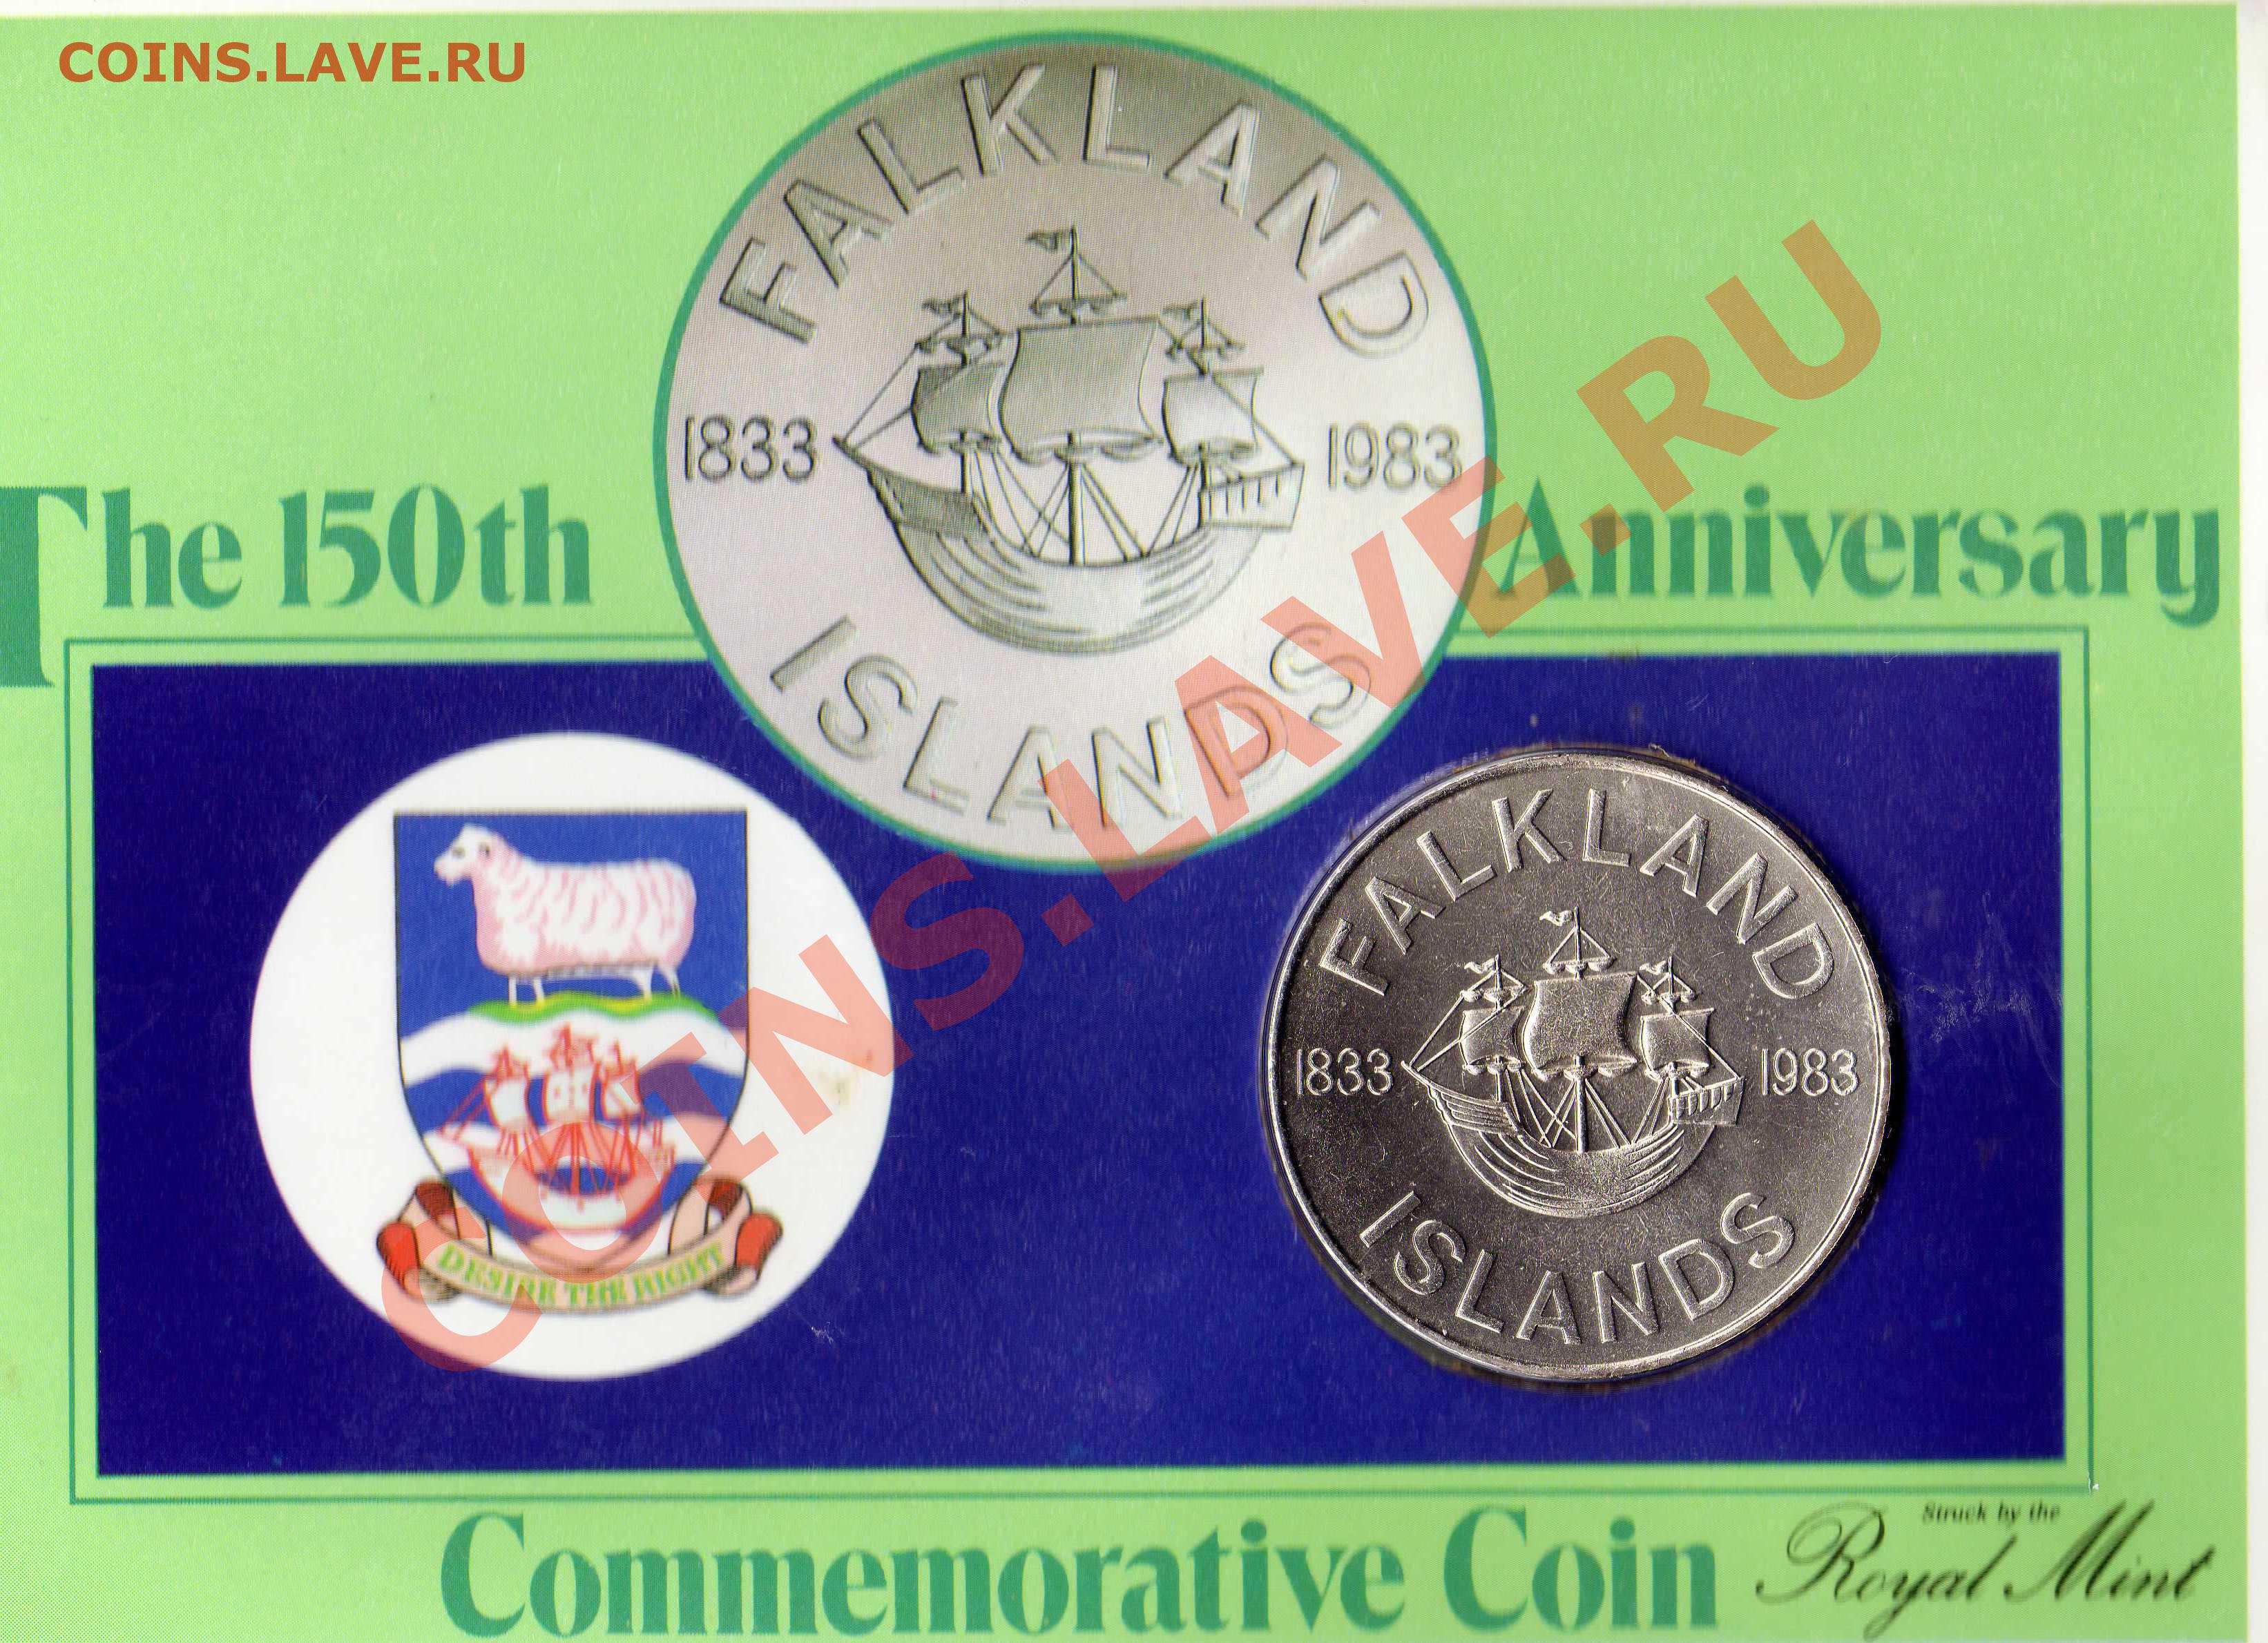 COINS.LAVE.RU
FALKLAND
1833 1983
ISLANDS
The 150th Anniversary
COINS.LAVE.RU
FALKLAND
1833 1983
ISLANDS
DESIRE THE RIGHT
Commemorative Coin
Struck by the
Royal Mint